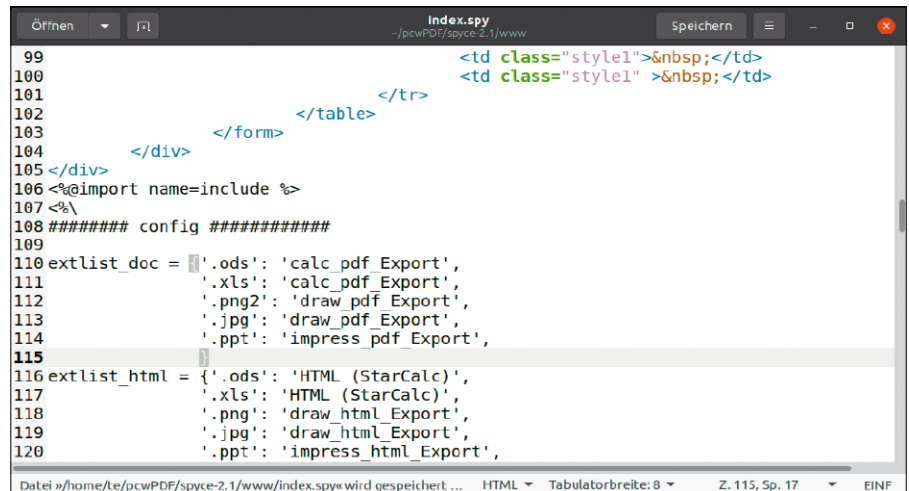 Öffnen
Index.spy
~/pcwPDF/spyce-2.1/www
Speichern
99 <td class="style1">&nbsp;</td>
100 <td class="style1" >&nbsp;</td>
101 </tr>
102 </table>
103 </form>
104 </div>
105 </div>
106 <%@import name=include %>
107 <%\
108 ######## config ############
109
110 extlist_doc = {'.ods': 'calc_pdf_Export',
111 '.xls': 'calc_pdf_Export',
112 '.png2': 'draw_pdf_Export',
113 '.jpg': 'draw_pdf_Export',
114 '.ppt': 'impress_pdf_Export',
115 }
116 extlist_html = {'.ods': 'HTML (StarCalc)',
117 '.xls': 'HTML (StarCalc)',
118 '.png': 'draw_html_Export',
119 '.jpg': 'draw_html_Export',
120 '.ppt': 'impress_html_Export',
Datei »/home/te/pcwPDF/spyce-2.1/www/index.spy« wird gespeichert ... HTML Tabulatorbreite: 8 Z. 115, Sp. 17 EINF